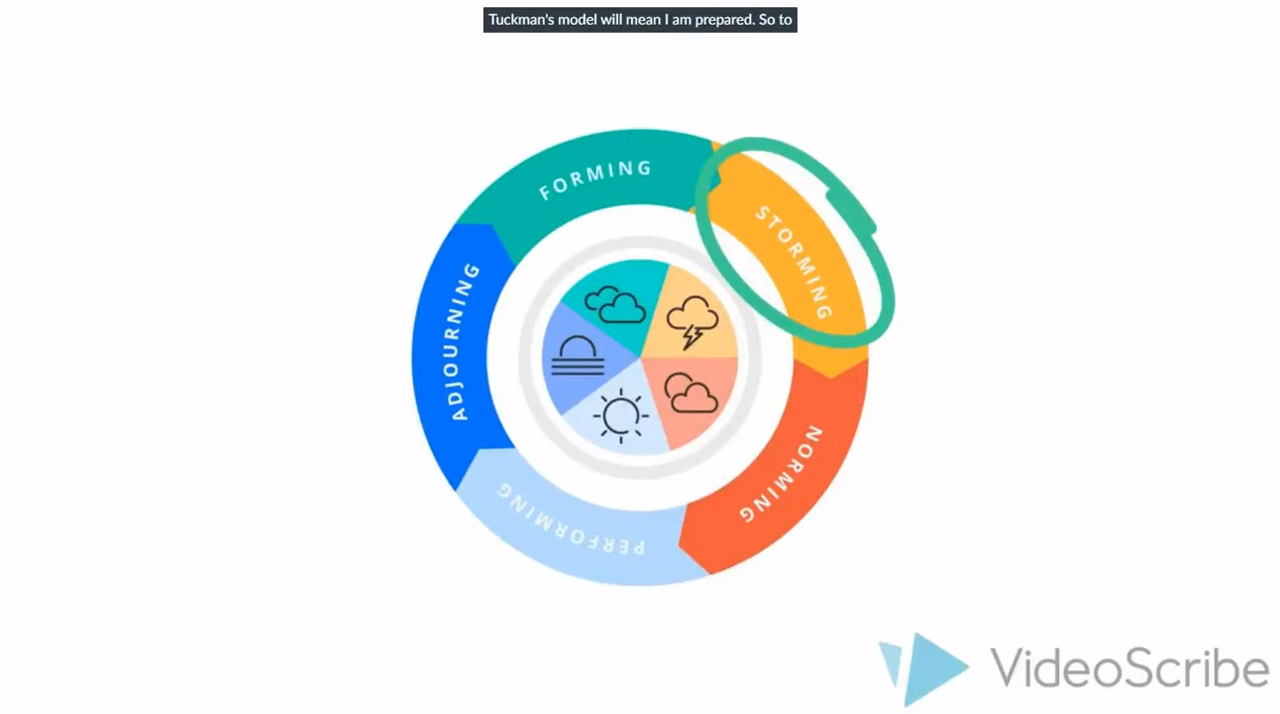 Tuckman's model will mean I am prepared. So to
FORMING
STORMING
NORMING
PERFORMING
ADJOURNING
VideoScribe